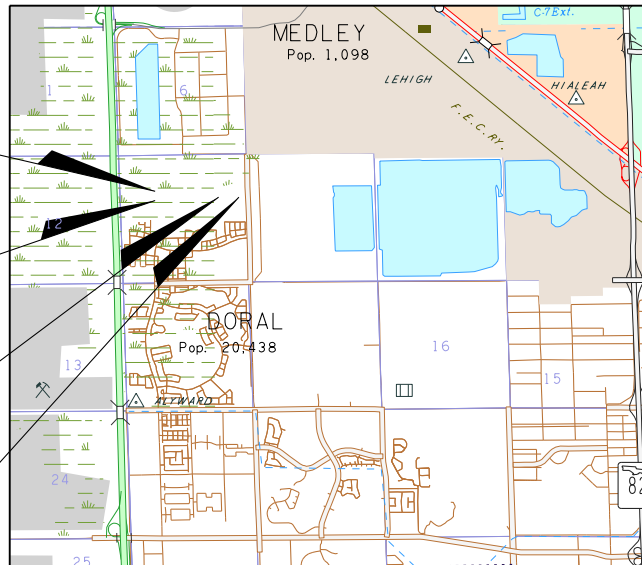 C-7Ext.
MEDLEY
Pop. 1,098
LEHIGH
HIALEAH
1
6
F.E.C.RY.
12
DORAL
Pop. 20,438
16
13
15
ALYWARD
24
82
25